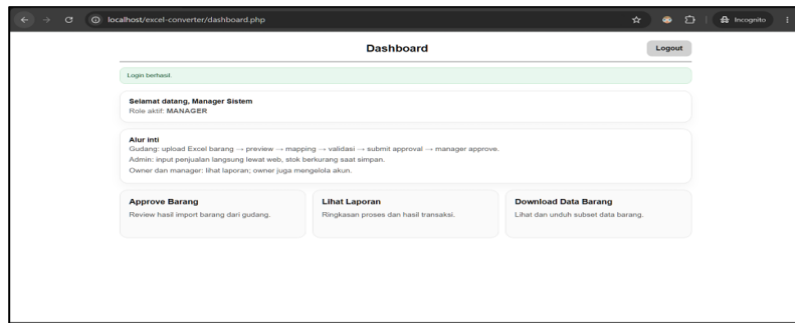 localhost/excel-converter/dashboard.php
Incognito
Dashboard
Logout
Login berhasil.
Selamat datang, Manager Sistem
Role aktif: MANAGER
Alur inti
Gudang: upload Excel barang → preview → mapping → validasi → submit approval → manager approve.
Admin: input penjualan langsung lewat web, stok berkurang saat simpan.
Owner dan manager: lihat laporan; owner juga mengelola akun.
Approve Barang
Review hasil import barang dari gudang.
Lihat Laporan
Ringkasan proses dan hasil transaksi.
Download Data Barang
Lihat dan unduh subset data barang.